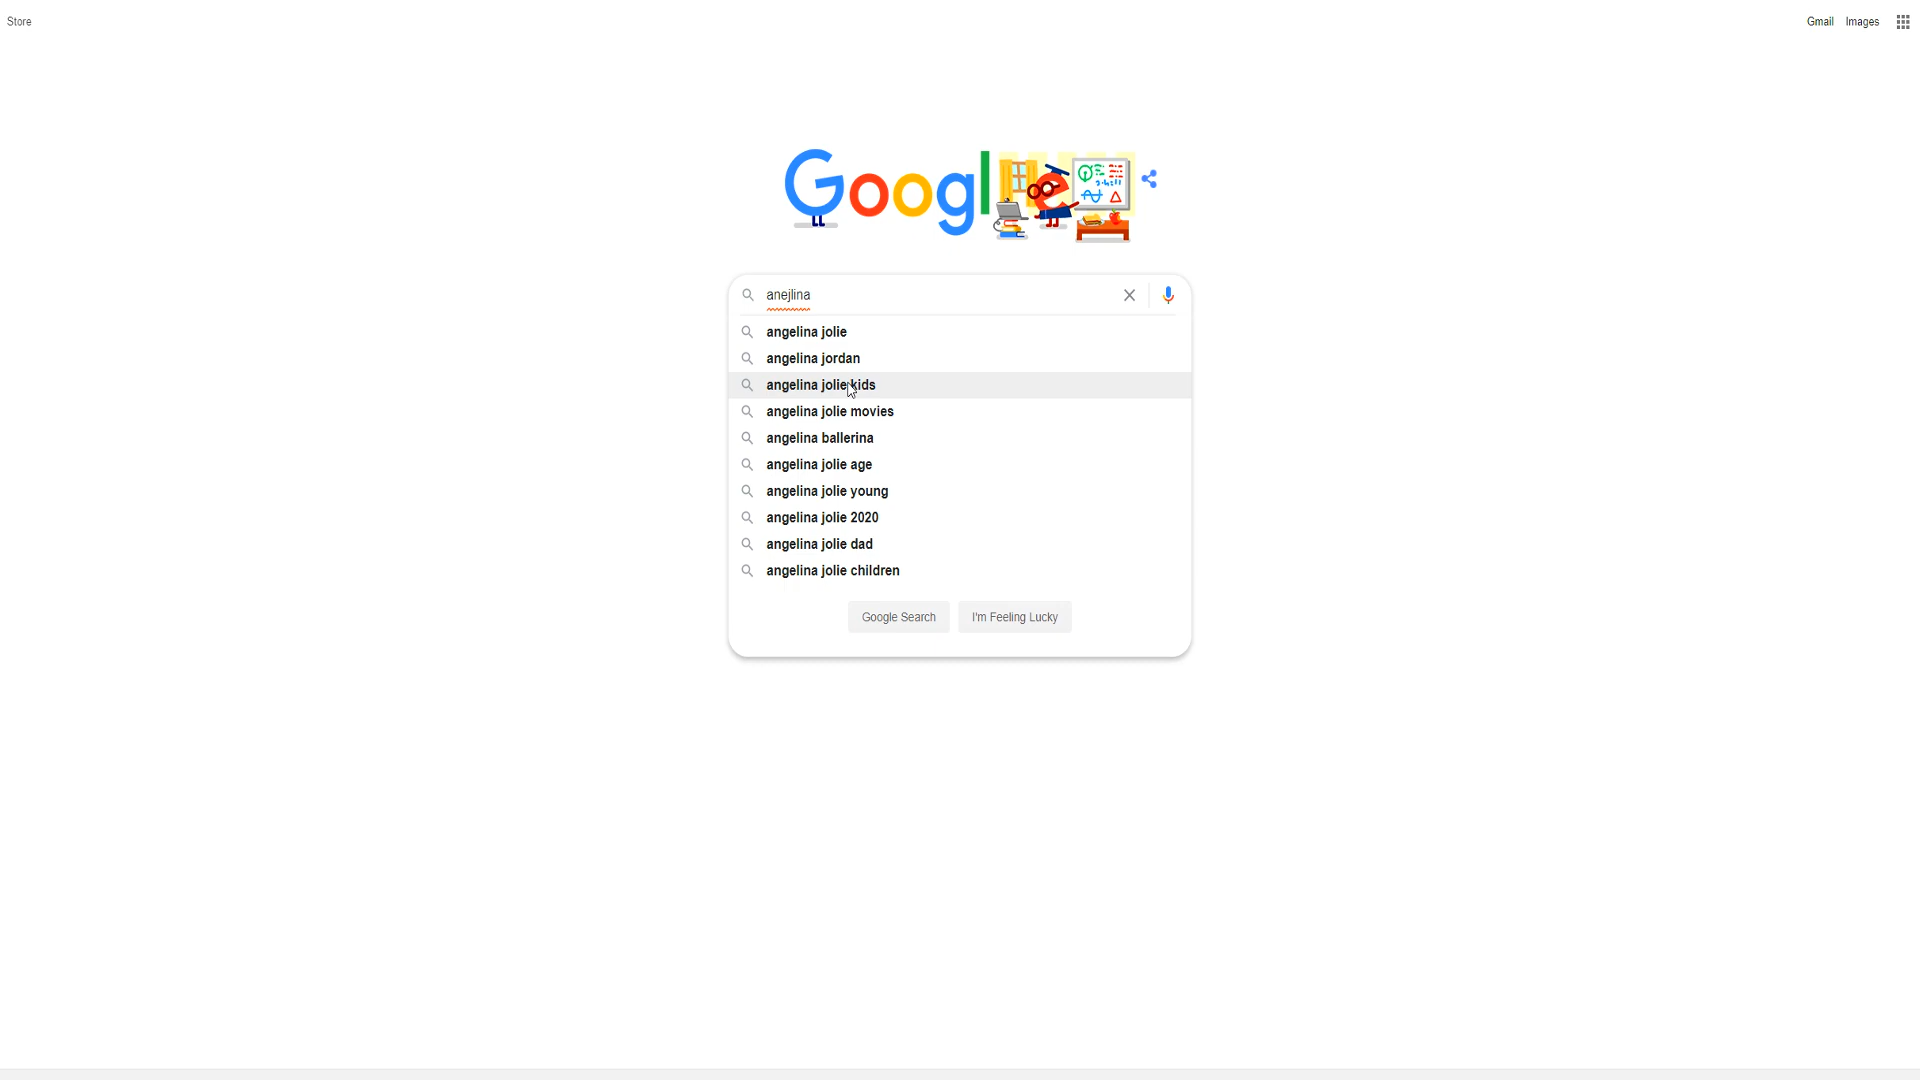 Store
Gmail Images
Google
anejlina
angelina jolie
angelina jordan
angelina jolie kids
angelina jolie movies
angelina ballerina
angelina jolie age
angelina jolie young
angelina jolie 2020
angelina jolie dad
angelina jolie children
Google Search I'm Feeling Lucky